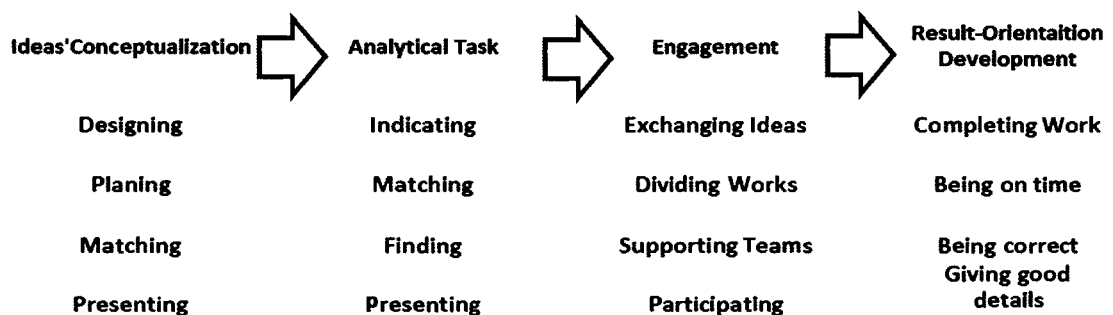 Ideas'Conceptualization
Analytical Task
Engagement
Result-Orientaition
Development
Designing
Indicating
Exchanging Ideas
Completing Work
Planing
Matching
Dividing Works
Being on time
Matching
Finding
Supporting Teams
Being correct
Presenting
Presenting
Participating
Giving good
details